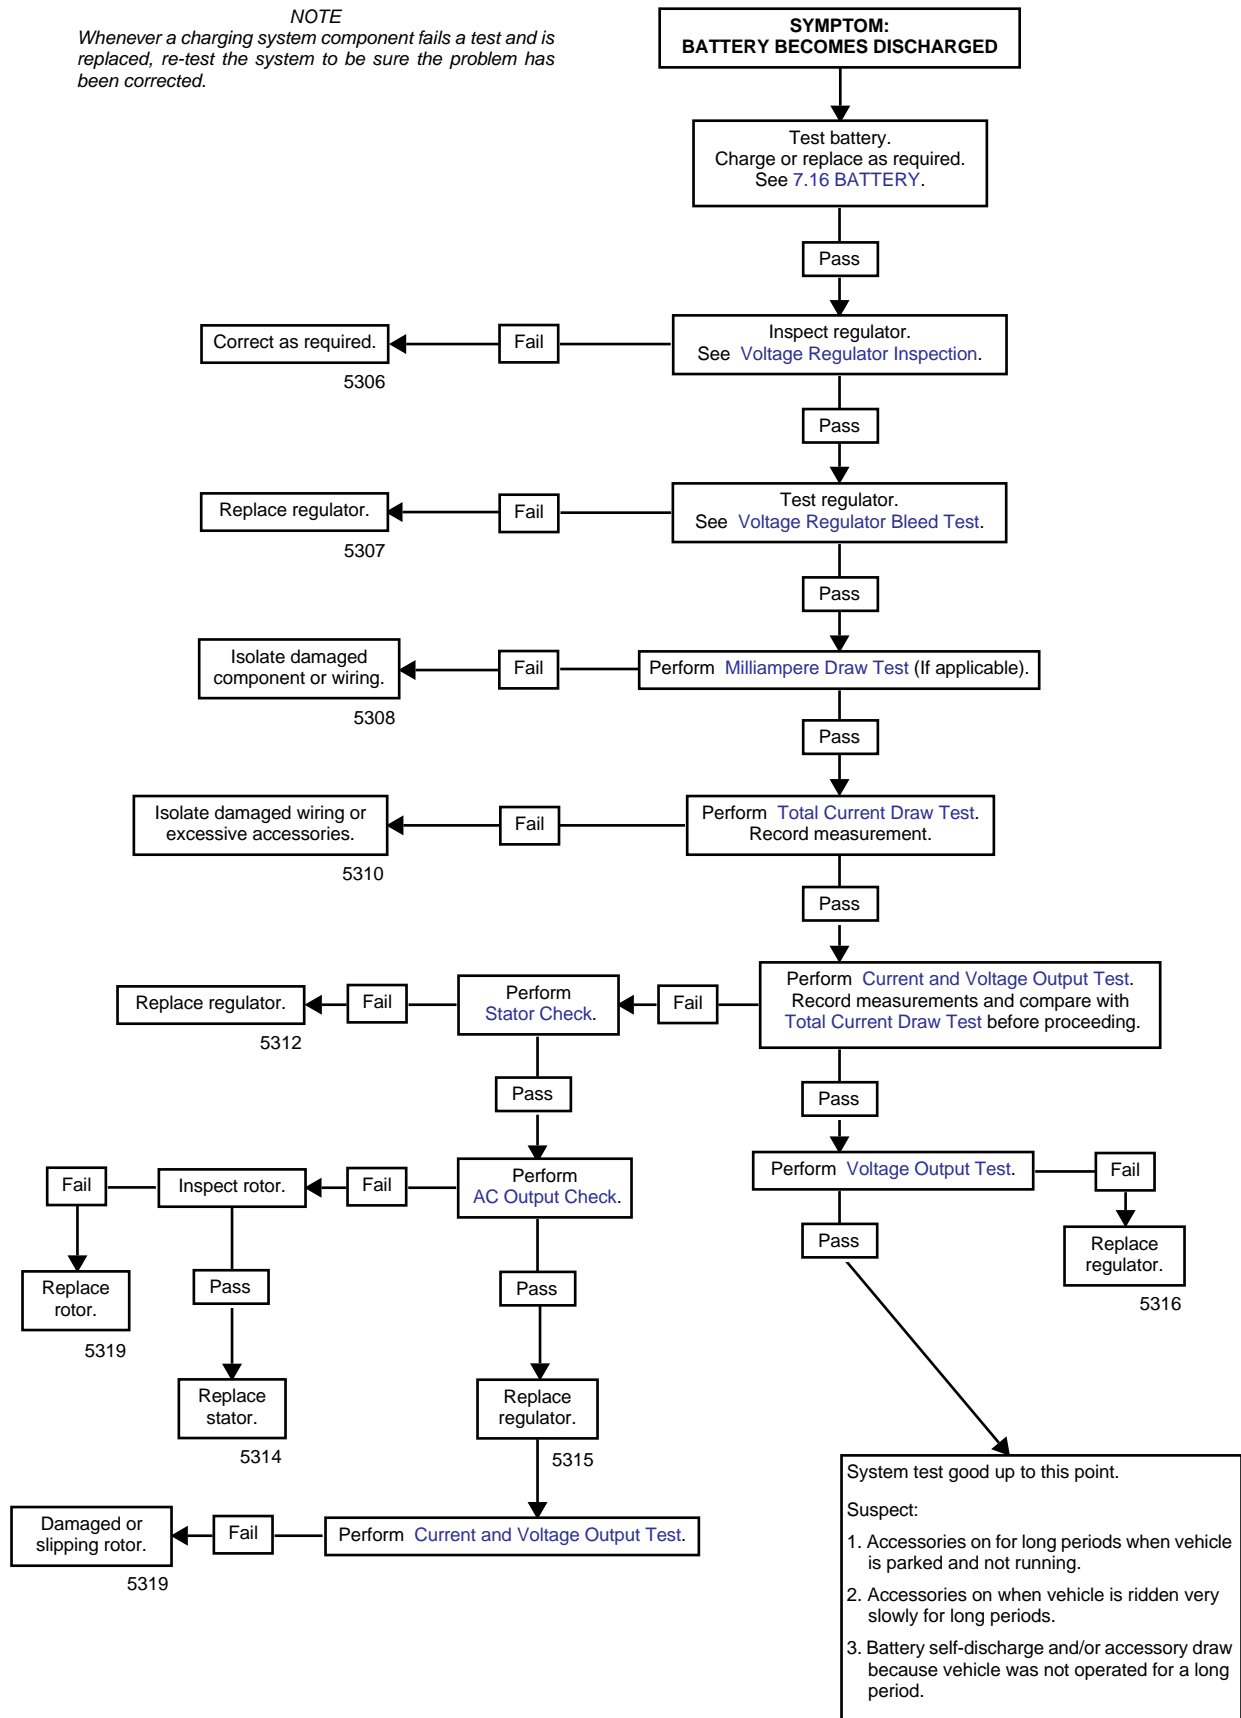 NOTE
Whenever a charging system component fails a test and is
replaced, re-test the system to be sure the problem has
been corrected.
SYMPTOM:
BATTERY BECOMES DISCHARGED
Test battery.
Charge or replace as required.
See 7.16 BATTERY.
Pass
Correct as required.
5306
Fail
Inspect regulator.
See Voltage Regulator Inspection.
Pass
Replace regulator.
5307
Fail
Test regulator.
See Voltage Regulator Bleed Test.
Pass
Isolate damaged
component or wiring.
5308
Fail
Perform Milliampere Draw Test (If applicable).
Pass
Isolate damaged wiring or
excessive accessories.
5310
Fail
Perform Total Current Draw Test.
Record measurement.
Pass
Replace regulator.
5312
Fail
Perform
Stator Check.
Fail
Perform Current and Voltage Output Test.
Record measurements and compare with
Total Current Draw Test before proceeding.
Pass
Pass
Fail
Inspect rotor.
Fail
Perform
AC Output Check.
Perform Voltage Output Test.
Fail
Replace
rotor.
5319
Pass
Pass
Pass
Replace
regulator.
5316
Replace
stator.
5314
Replace
regulator.
5315
Damaged or
slipping rotor.
5319
Fail
Perform Current and Voltage Output Test.
System test good up to this point.
Suspect:
1. Accessories on for long periods when vehicle
is parked and not running.
2. Accessories on when vehicle is ridden very
slowly for long periods.
3. Battery self-discharge and/or accessory draw
because vehicle was not operated for a long
period.